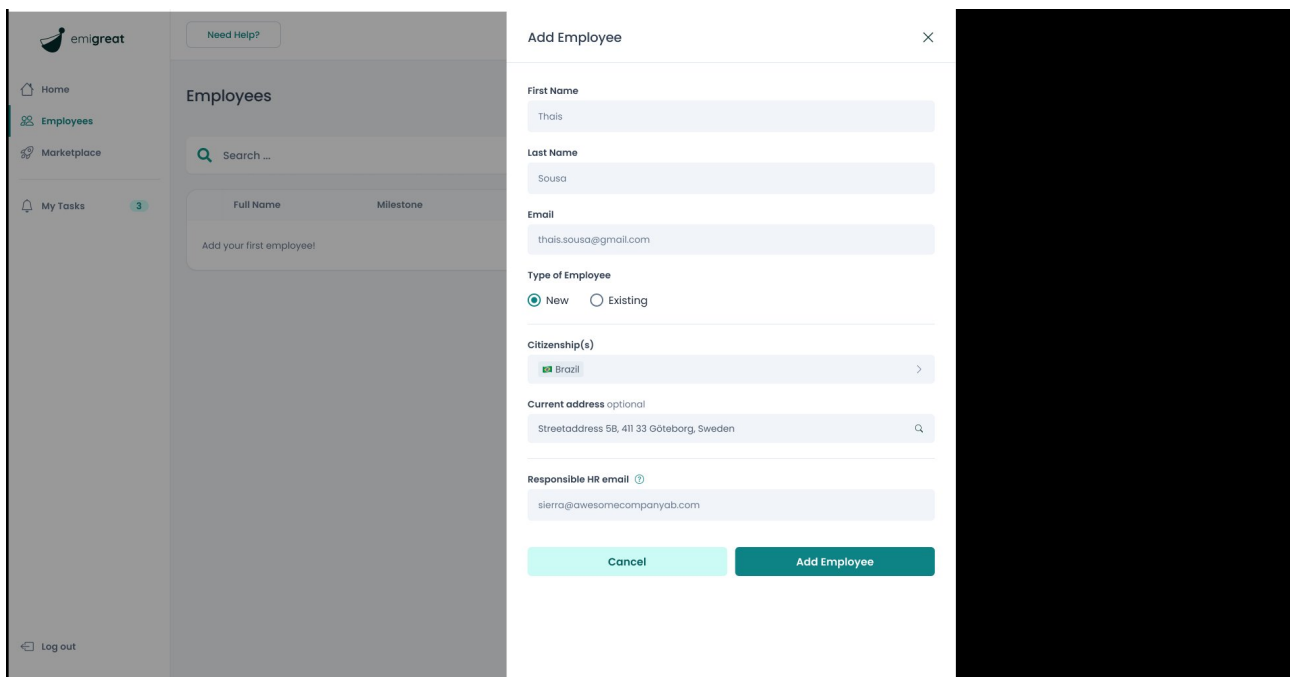 emigreat
Home
Employees
Marketplace
My Tasks 3
Log out
Need Help?
Employees
Search ...
Full Name Milestone
Add your first employee!
Add Employee
First Name
Thais
Last Name
Sousa
Email
thais.sousa@gmail.com
Type of Employee
New Existing
Citizenship(s)
Brazil
Current address optional
Streetaddress 5B, 411 33 Göteborg, Sweden
Responsible HR email ?
sierra@awesomecompanyab.com
Cancel Add Employee